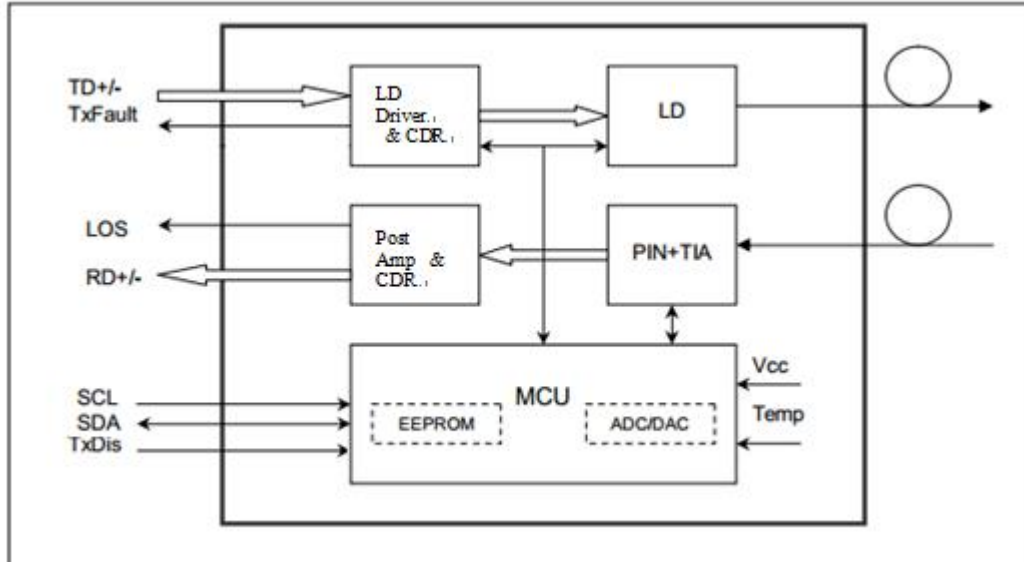 TD+/-
TxFault
LD
Driver.
& CDR.
LD
LOS
RD+/-
Post
Amp &
CDR.
PIN+TIA
SCL
SDA
TxDis
MCU
EEPROM
ADC/DAC
Vcc
Temp